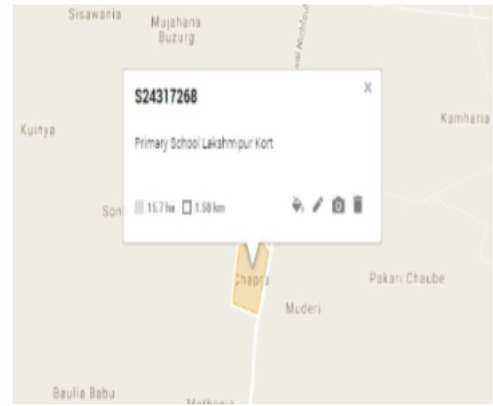 Sisawania
Mujahana
Buzurg
S24317268
x
Kuinya
Kamharia
Primary School Lakshmipur Kort
Son
15.7 ha 1.58 km
Chapru
Pakari Chaube
Muderi
Baulia Babu